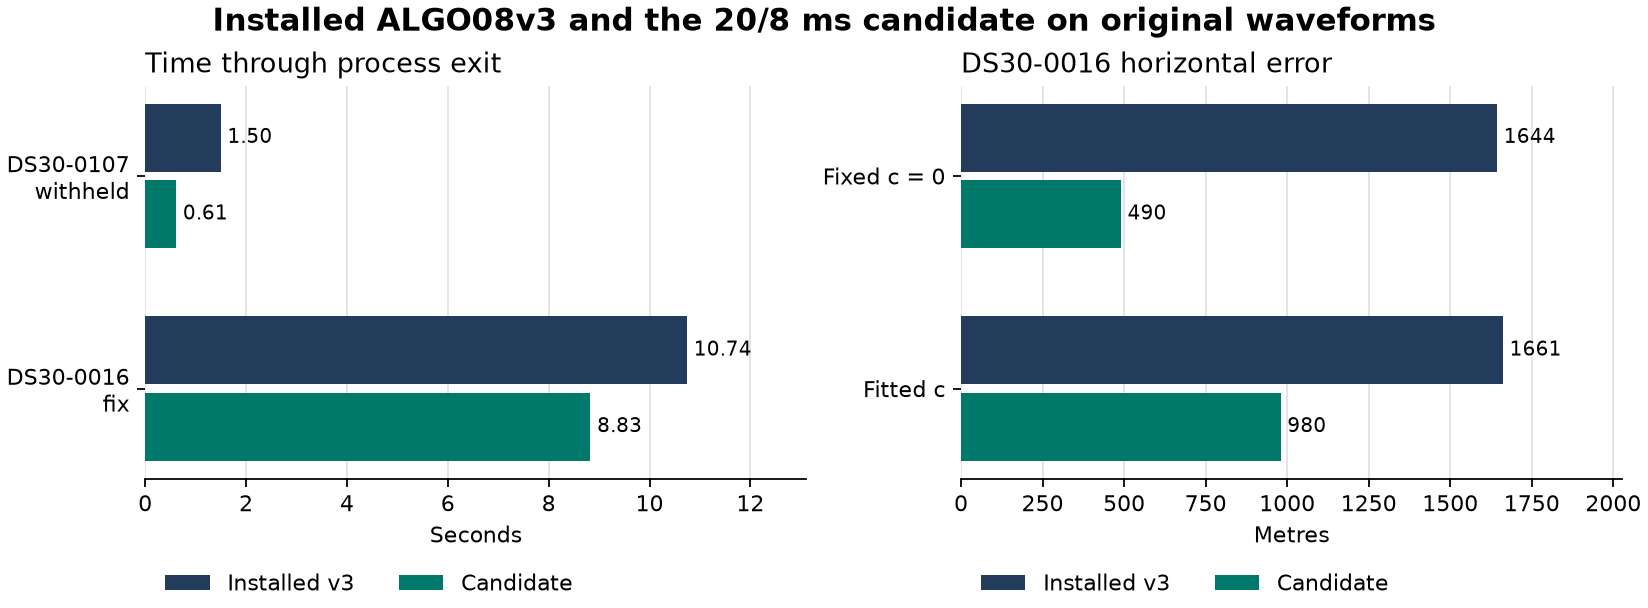 Installed ALGO08v3 and the 20/8 ms candidate on original waveforms
Time through process exit
DS30-0107
withheld
1.50
0.61
DS30-0016
fix
10.74
8.83
0 2 4 6 8 10 12
Seconds
Installed v3 Candidate
DS30-0016 horizontal error
Fixed c = 0
1644
490
Fitted c
1661
980
0 250 500 750 1000 1250 1500 1750 2000
Metres
Installed v3 Candidate